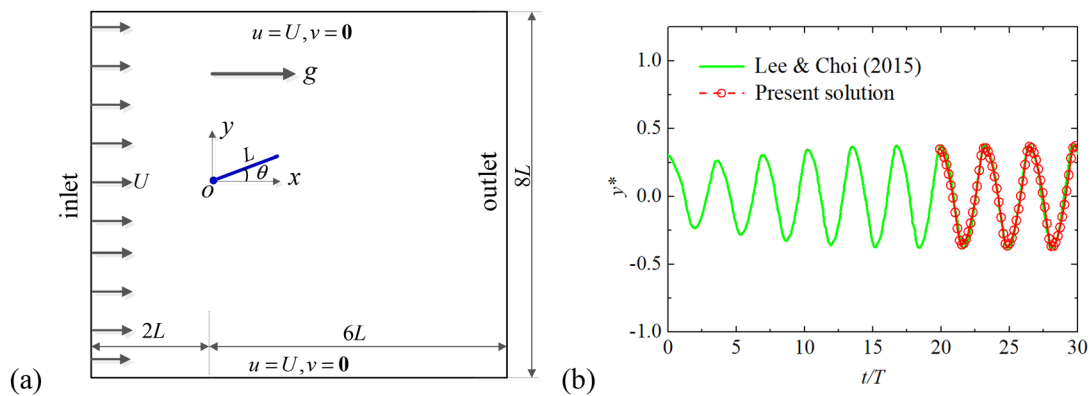 u = U, v = 0
g
y
L
θ
o
x
inlet
U
outlet
8L
2L
6L
u = U, v = 0
(a)
1.0
0.5
0.0
-0.5
-1.0
y*
Lee & Choi (2015)
Present solution
0 5 10 15 20 25 30
t/T
(b)